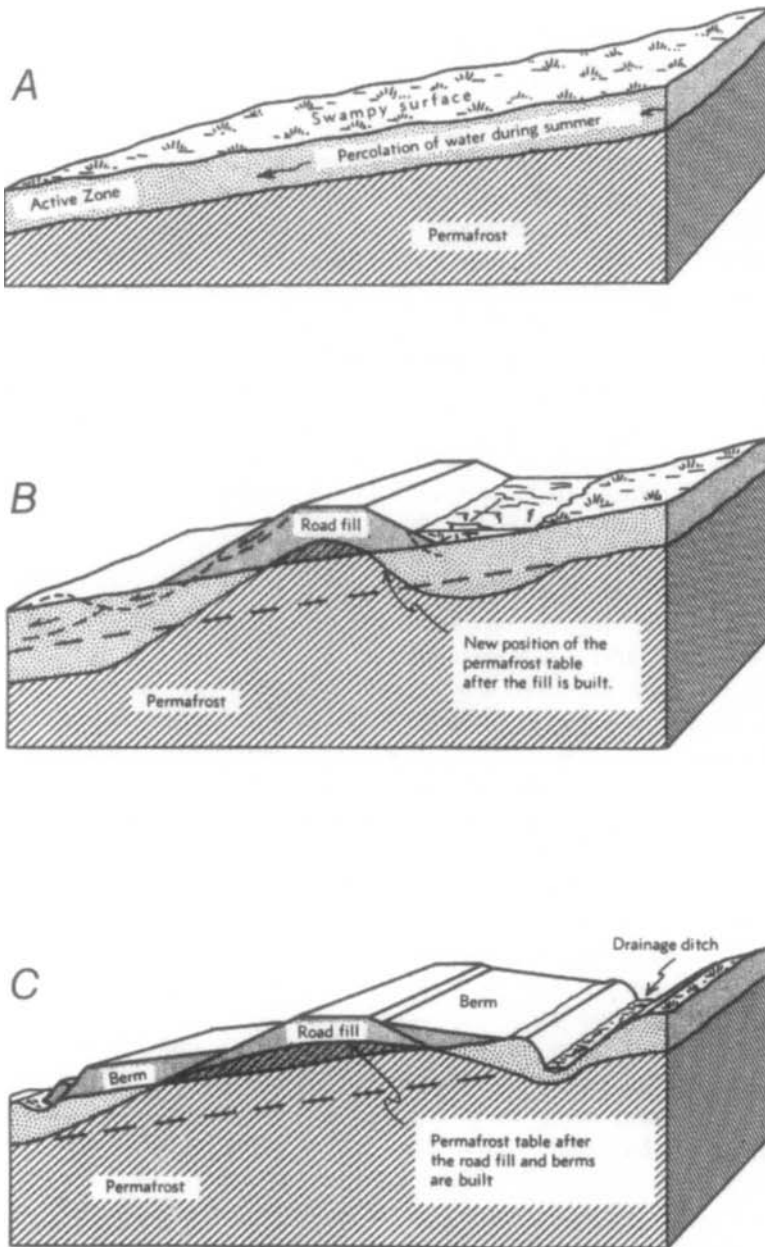 A
Swampy surface
Percolation of water during summer
Active Zone
Permafrost
B
Road fill
New position of the
permafrost table
after the fill is built.
Permafrost
Drainage ditch
C
Berm
Road fill
Berm
Permafrost table after
the road fill and berms
are built
Permafrost